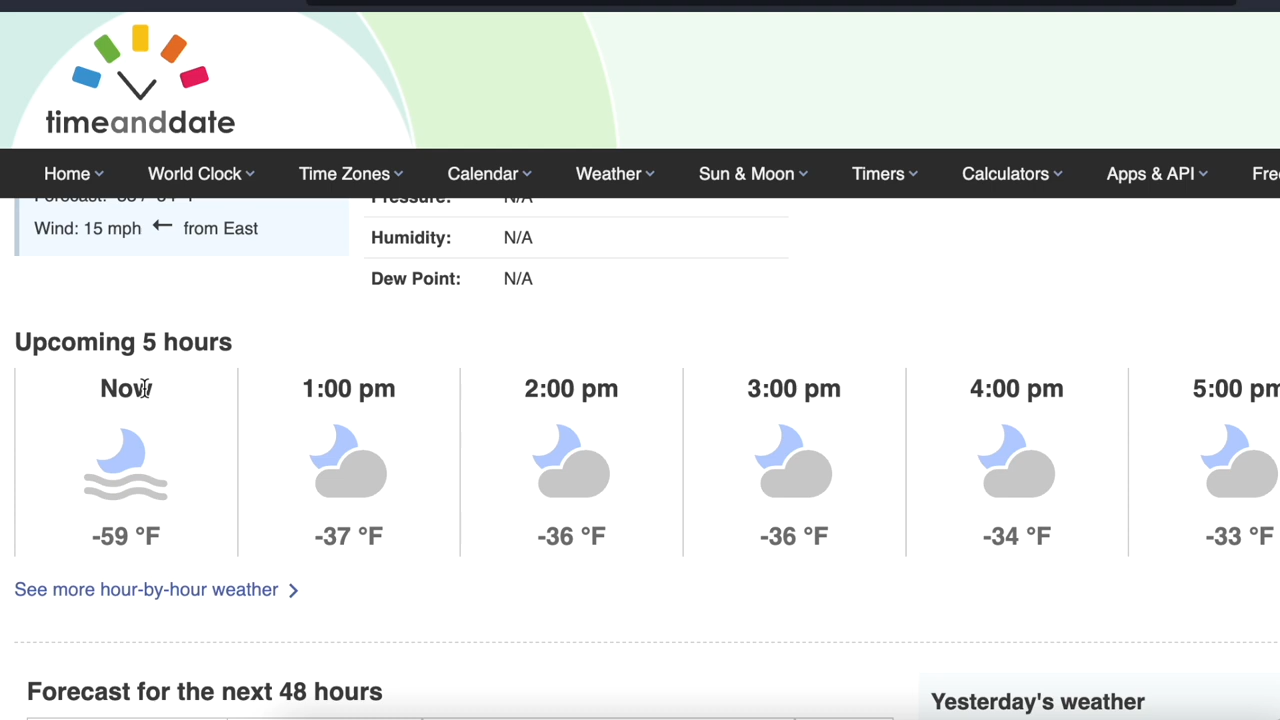 timeanddate
Home World Clock Time Zones Calendar Weather Sun & Moon Timers Calculators Apps & API
Wind: 15 mph ← from East
Pressure: N/A
Humidity: N/A
Dew Point: N/A
Upcoming 5 hours
Now 1:00 pm 2:00 pm 3:00 pm 4:00 pm 5:00
-59 °F -37 °F -36 °F -36 °F -34 °F -33 °F
See more hour-by-hour weather
Forecast for the next 48 hours
Yesterday's weather